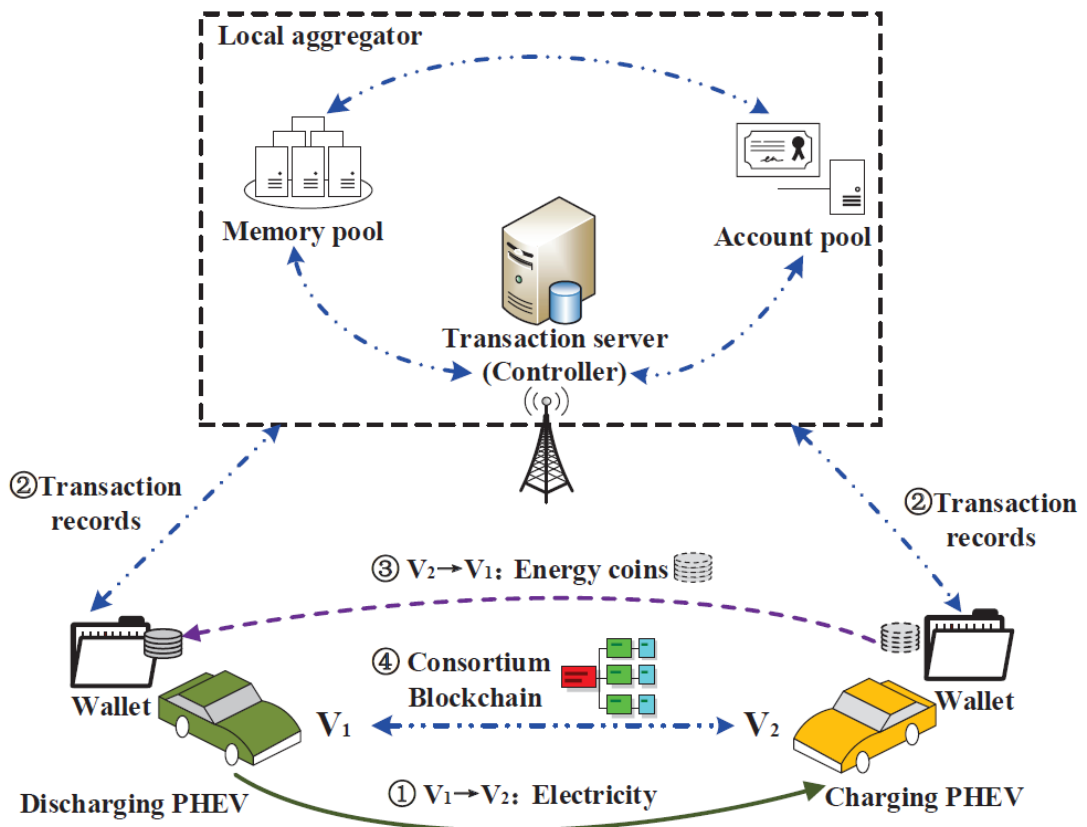 Local aggregator
Memory pool
Account pool
Transaction server
(Controller)
②Transaction
records
②Transaction
records
③ V₂→V₁: Energy coins
Wallet
④ Consortium
Blockchain
Wallet
V₁
V₂
Discharging PHEV
① V₁→V₂: Electricity
Charging PHEV